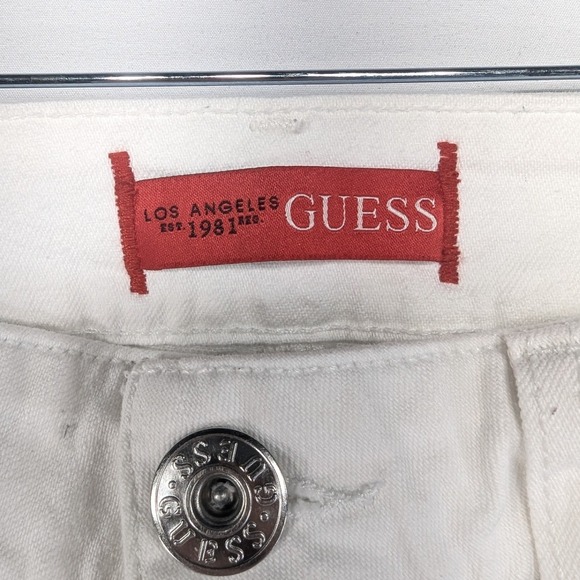 LOS ANGELES
EST. 1981 REG.
GUESS
GUESS · GUESS ·